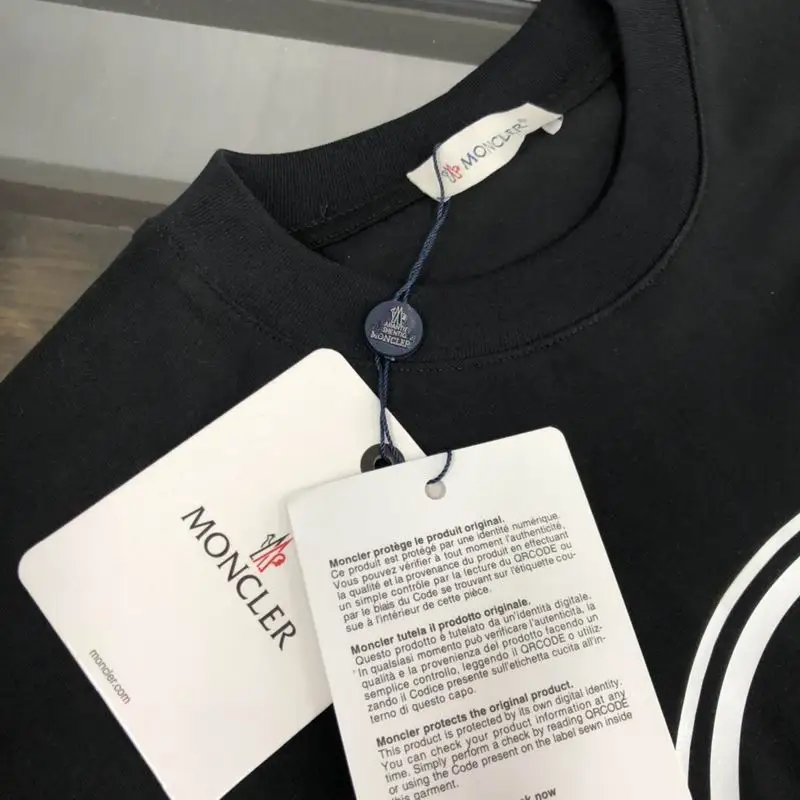 MONCLER
MONCLER
MONCLER
moncler.com
Moncler protège le produit original.
Ce produit est protégé par une identité numérique.
Vous pouvez vérifier à tout moment l'authenticité,
la qualité et la provenance du produit en effectuant
un simple contrôle par la lecture du QRCODE ou
par le biais du Code se trouvant sur l'étiquette cou-
sue à l'intérieur de cette pièce.
Moncler tutela il prodotto originale.
Questo prodotto è tutelato da un'identità digitale.
In qualsiasi momento può verificare l'autenticità, la
qualità e la provenienza del prodotto facendo un
semplice controllo, leggendo il QRCODE o utiliz-
zando il Codice presente sull'etichetta cucita all'in-
terno di questo capo.
Moncler protects the original product.
This product is protected by its own digital identity.
You can check your product information at any
time. Simply perform a check by reading QRCODE
or using the Code present on the label sewn inside
this garment.
now